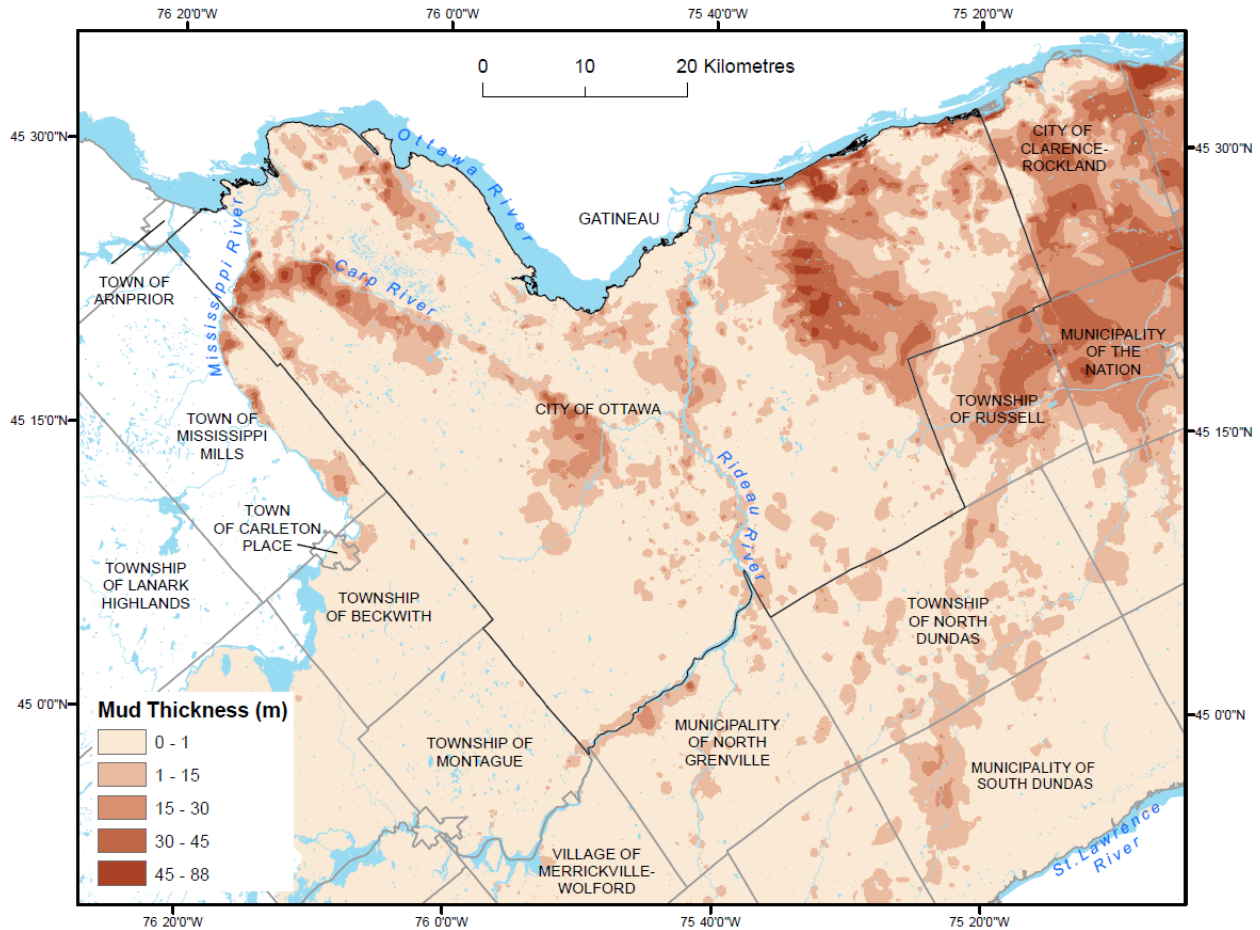 76 20'0"W
76 0'0"W
75 40'0"W
75 20'0"W
0 10 20 Kilometres
45 30'0"N
45 30'0"N
Ottawa River
CITY OF
CLARENCE-
ROCKLAND
GATINEAU
Mississippi River
Carp River
TOWN OF
ARNPRIOR
MUNICIPALITY
OF THE
NATION
TOWNSHIP
OF RUSSELL
CITY OF OTTAWA
45 15'0"N
45 15'0"N
TOWN OF
MISSISSIPPI
MILLS
Rideau River
TOWN
OF CARLETON
PLACE
TOWNSHIP
OF LANARK
HIGHLANDS
TOWNSHIP
OF BECKWITH
TOWNSHIP
OF NORTH
DUNDAS
45 0'0"N
45 0'0"N
Mud Thickness (m)
0 - 1
1 - 15
15 - 30
30 - 45
45 - 88
TOWNSHIP OF
MONTAGUE
MUNICIPALITY
OF NORTH
GRENVILLE
MUNICIPALITY OF
SOUTH DUNDAS
St. Lawrence
River
VILLAGE OF
MERRICKVILLE-
WOLFORD
76 20'0"W
76 0'0"W
75 40'0"W
75 20'0"W